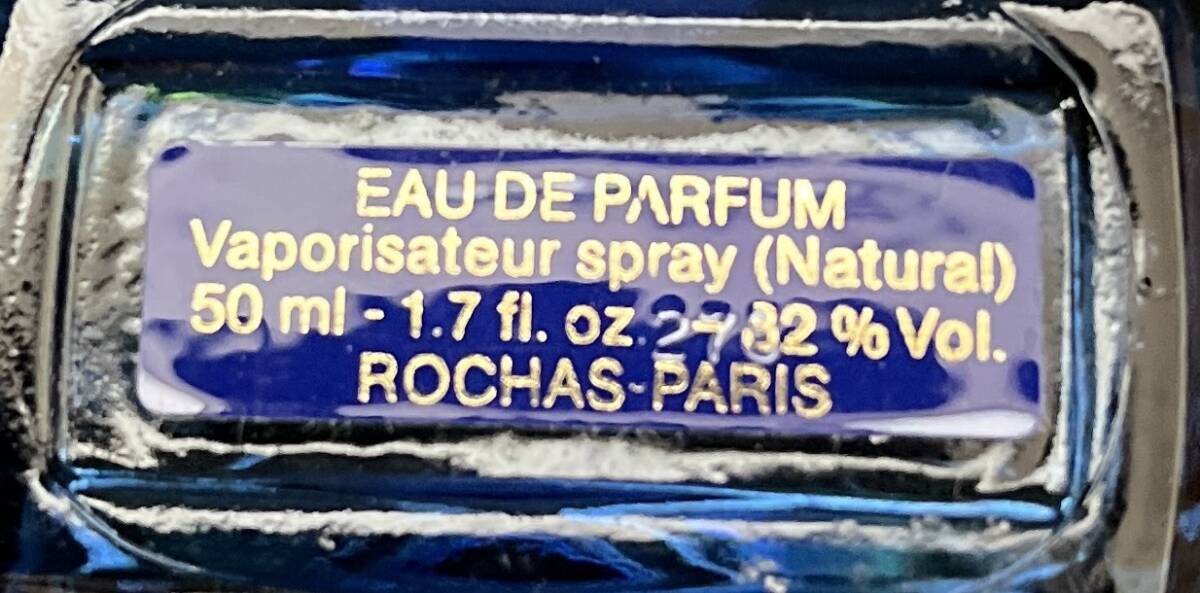 EAU DE PARFUM
Vaporisateur spray (Natural)
50 ml - 1.7 fl. oz. - 82 % Vol.
ROCHAS-PARIS